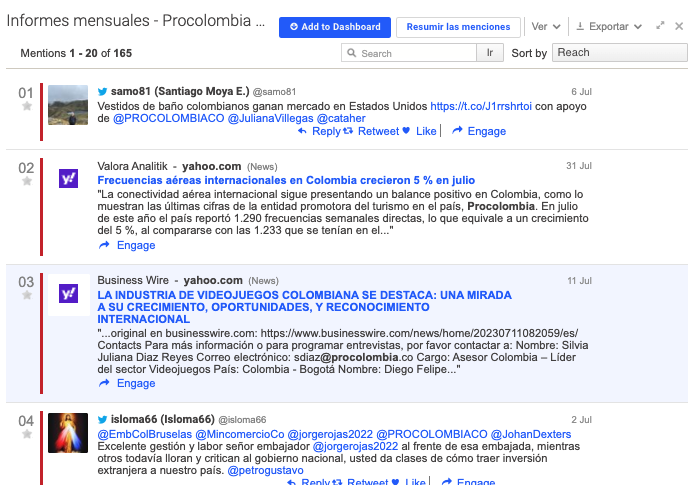 Informes mensuales - Procolombia ...
Add to Dashboard
Resumir las menciones
Ver
Exportar
Mentions 1 - 20 of 165
Search
Ir
Sort by
Reach
01
samo81 (Santiago Moya E.) @samo81
6 Jul
Vestidos de baño colombianos ganan mercado en Estados Unidos https://t.co/J1rrshrtoi con apoyo
de @PROCOLOMBIACO @JulianaVillegas @cataher
Reply Retweet Like Engage
02
y!
Valora Analitik - yahoo.com (News)
31 Jul
Frecuencias aéreas internacionales en Colombia crecieron 5 % en julio
"La conectividad aérea internacional sigue presentando un balance positivo en Colombia, como lo
muestran las últimas cifras de la entidad promotora del turismo en el país, Procolombia. En julio
de este año el país reportó 1.290 frecuencias semanales directas, lo que equivale a un crecimiento
del 5 %, al compararse con las 1.233 que se tenían en el..."
Engage
03
y!
Business Wire - yahoo.com (News)
11 Jul
LA INDUSTRIA DE VIDEOJUEGOS COLOMBIANA SE DESTACA: UNA MIRADA
A SU CRECIMIENTO, OPORTUNIDADES, Y RECONOCIMIENTO
INTERNACIONAL
"...original en businesswire.com: https://www.businesswire.com/news/home/20230711082059/es/
Contacts Para más información o para programar entrevistas, por favor contactar a: Nombre: Silvia
Juliana Diaz Reyes Correo electrónico: sdiaz@procolombia.co Cargo: Asesor Colombia – Líder
del sector Videojuegos País: Colombia - Bogotá Nombre: Diego Felipe..."
Engage
04
isloma66 (Isloma66) @isloma66
2 Jul
@EmbColBruselas @MincomercioCo @jorgerojas2022 @PROCOLOMBIACO @JohanDexters
Excelente gestión y labor señor embajador @jorgerojas2022 al frente de esa embajada, mientras
otros todavía lloran y critican al gobierno nacional, usted da clases de cómo traer inversión
extranjera a nuestro país. @petrogustavo
Reply Retweet Like Engage